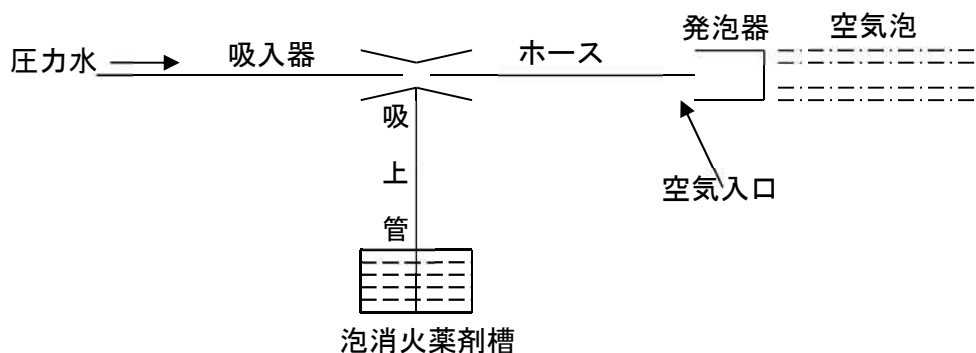 圧力水
吸入器
ホース
発泡器
空気泡
吸上管
空気入口
泡消火薬剤槽